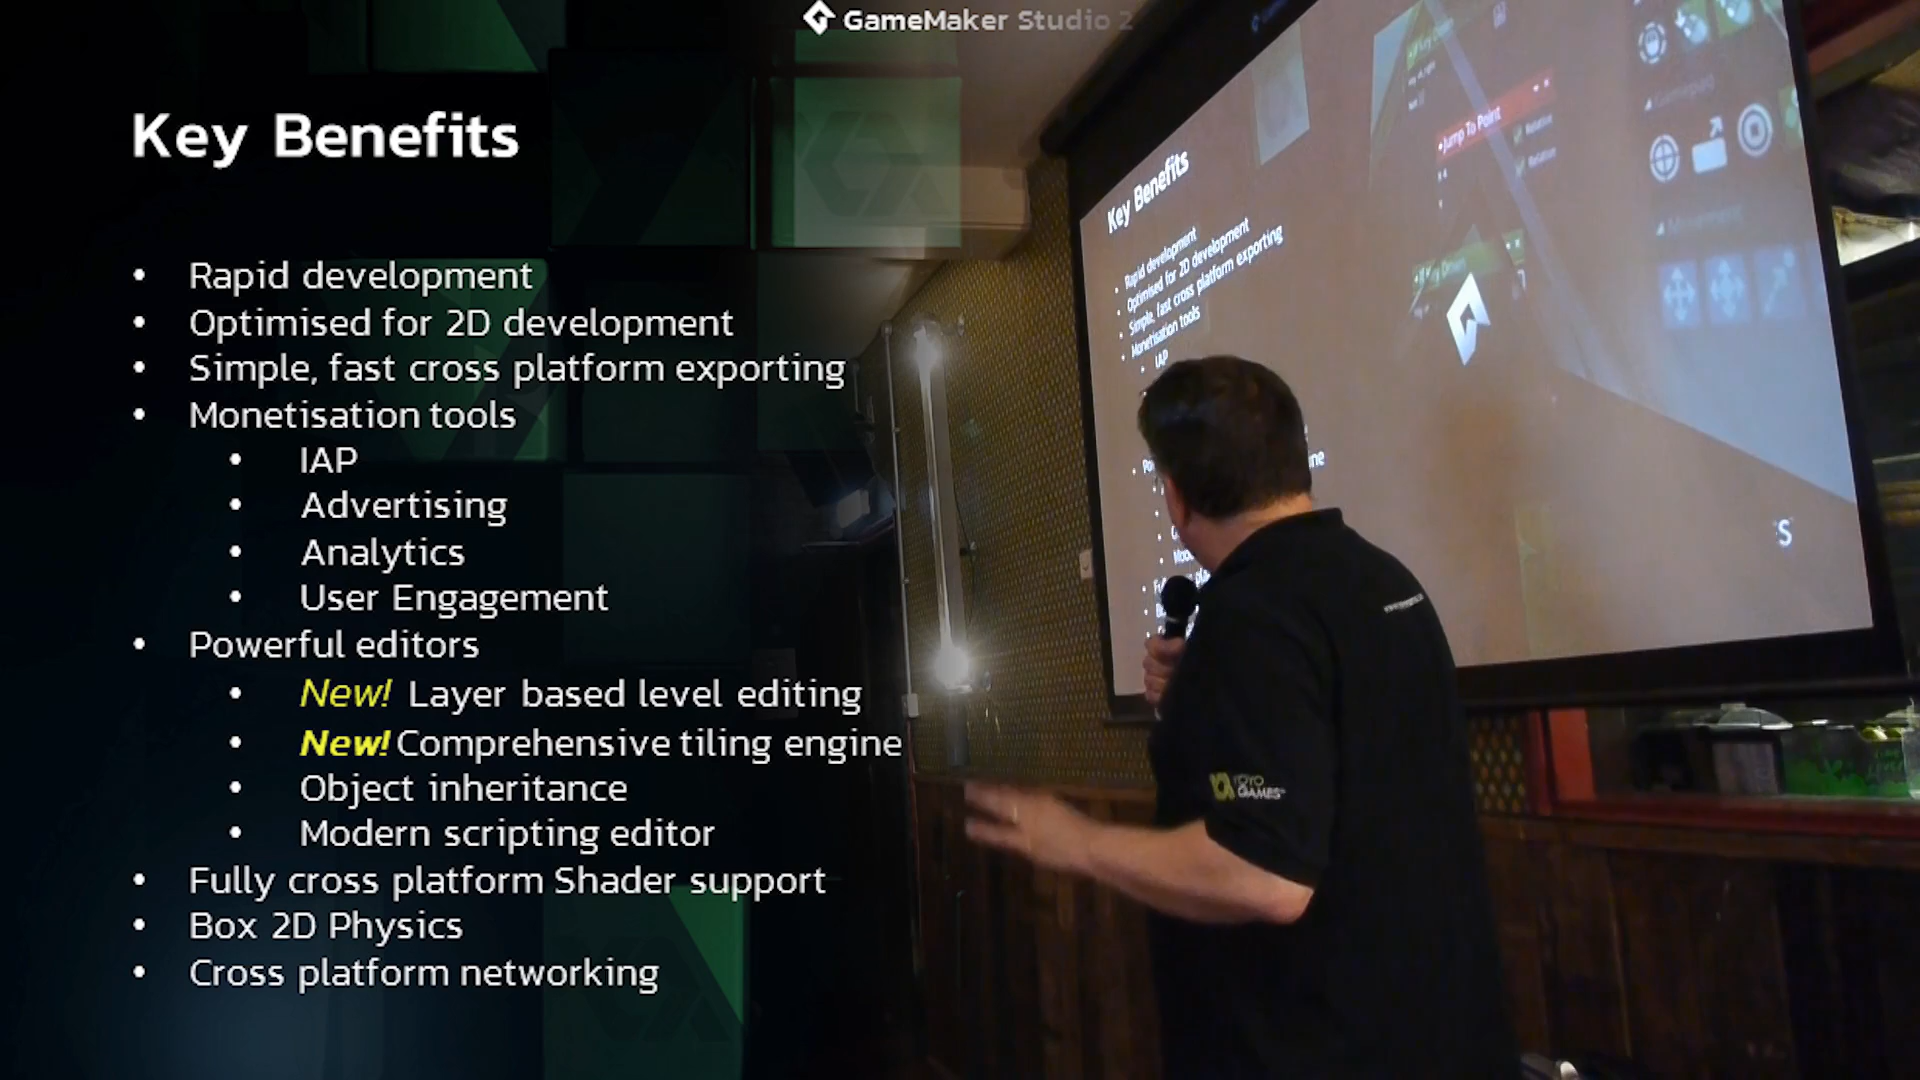 GameMaker Studio 2
Key Benefits
• Rapid development
• Optimised for 2D development
• Simple, fast cross platform exporting
• Monetisation tools
• IAP
• Advertising
• Analytics
• User Engagement
• Powerful editors
• New! Layer based level editing
• New! Comprehensive tiling engine
• Object inheritance
• Modern scripting editor
• Fully cross platform Shader support
• Box 2D Physics
• Cross platform networking
Key Benefits
• Rapid development
• Optimised for 2D development
• Simple, fast cross platform exporting
• Monetisation tools
• IAP
Jump To Point
Relative
Relative
YOYO
GAMES